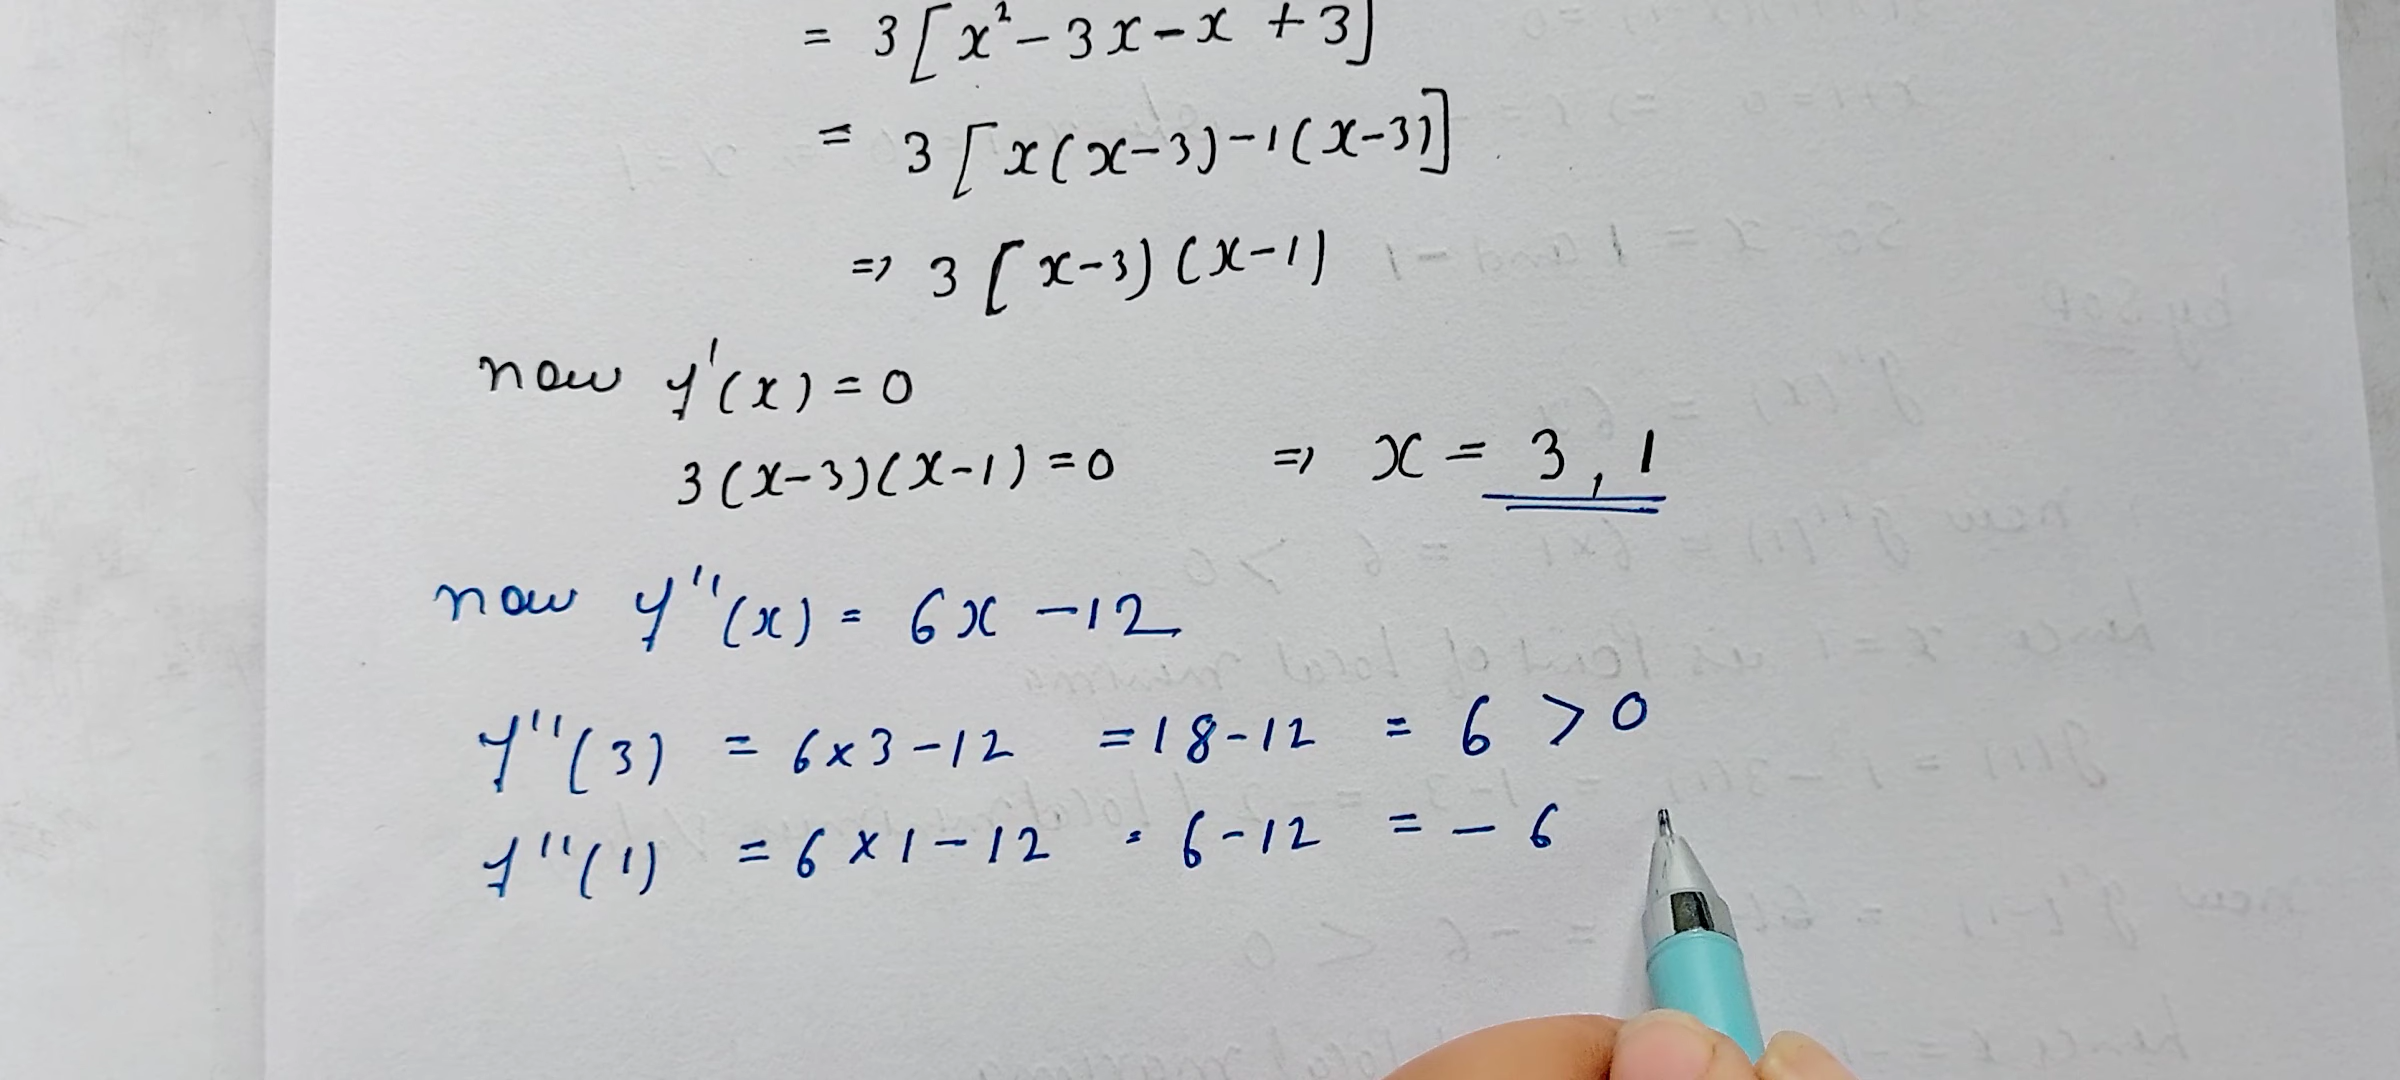 = 3[x²-3x-x+3]
= 3[x(x-3)-1(x-3)]
⇒ 3[x-3)(x-1)
now f'(x)=0
3(x-3)(x-1)=0 ⇒ x = 3, 1
now f''(x) = 6x-12
f''(3) = 6×3-12 =18-12 = 6 >0
f''(1) = 6×1-12 = 6-12 = -6